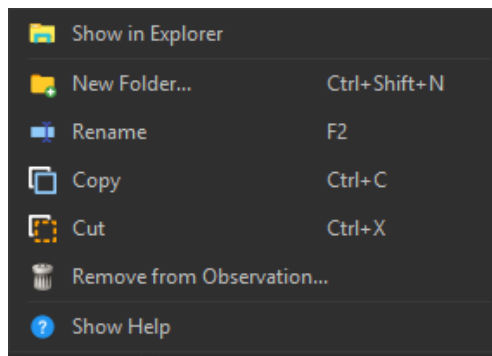 Show in Explorer
New Folder... Ctrl+Shift+N
Rename F2
Copy Ctrl+C
Cut Ctrl+X
Remove from Observation...
Show Help